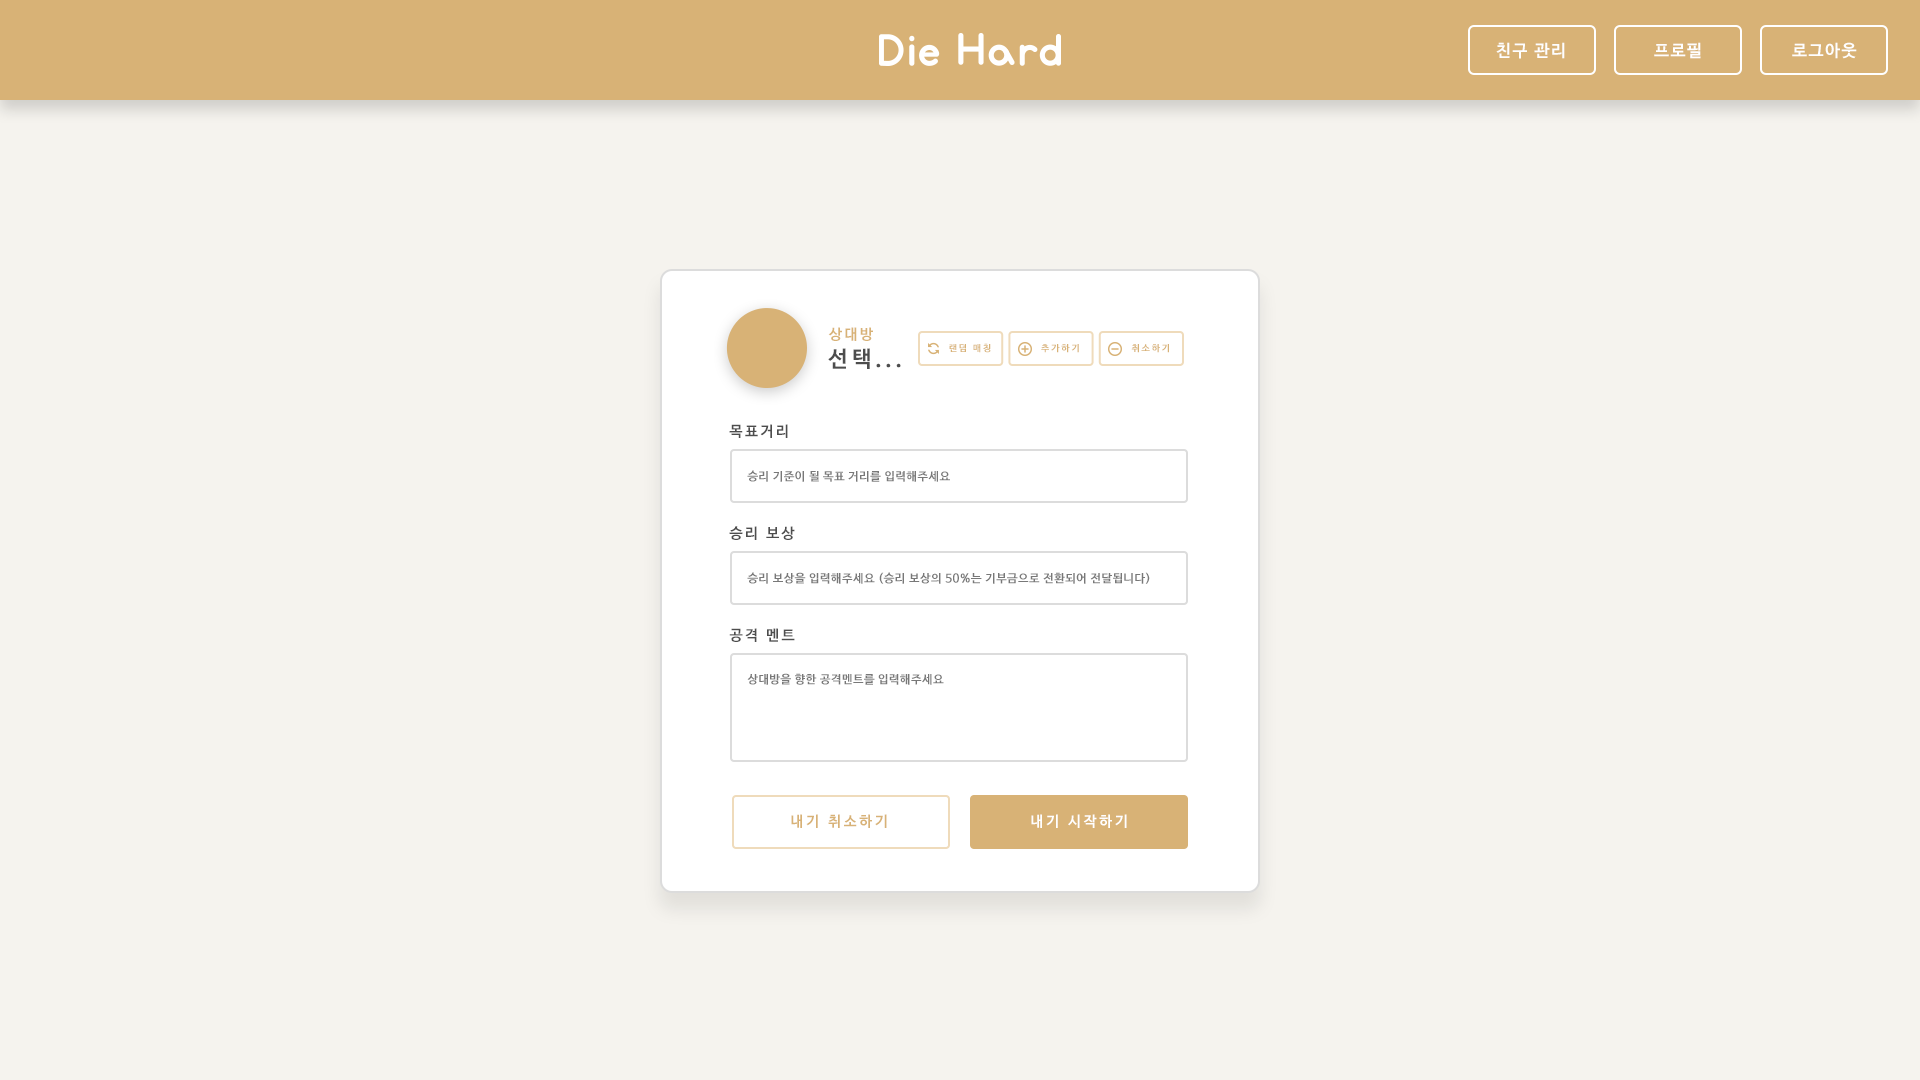 Die Hard
친구 관리
프로필
로그아웃
상대방
선택...
랜덤 매칭
추가하기
취소하기
목표거리
승리 기준이 될 목표 거리를 입력해주세요
승리 보상
승리 보상을 입력해주세요 (승리 보상의 50%는 기부금으로 전환되어 전달됩니다)
공격 멘트
상대방을 향한 공격멘트를 입력해주세요
내기 취소하기
내기 시작하기